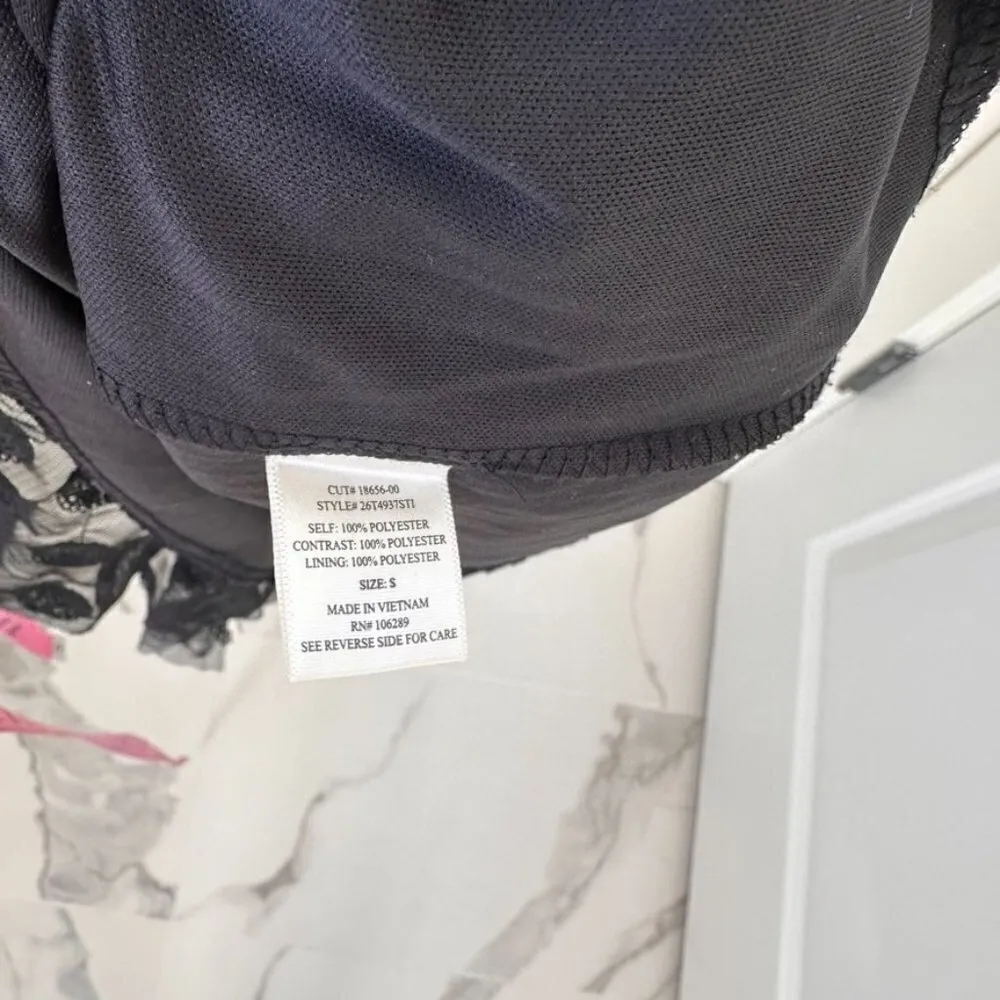 CUT# 18656-00
STYLE# 26T4937STI
SELF: 100% POLYESTER
CONTRAST: 100% POLYESTER
LINING: 100% POLYESTER
SIZE: S
MADE IN VIETNAM
RN# 106289
SEE REVERSE SIDE FOR CARE